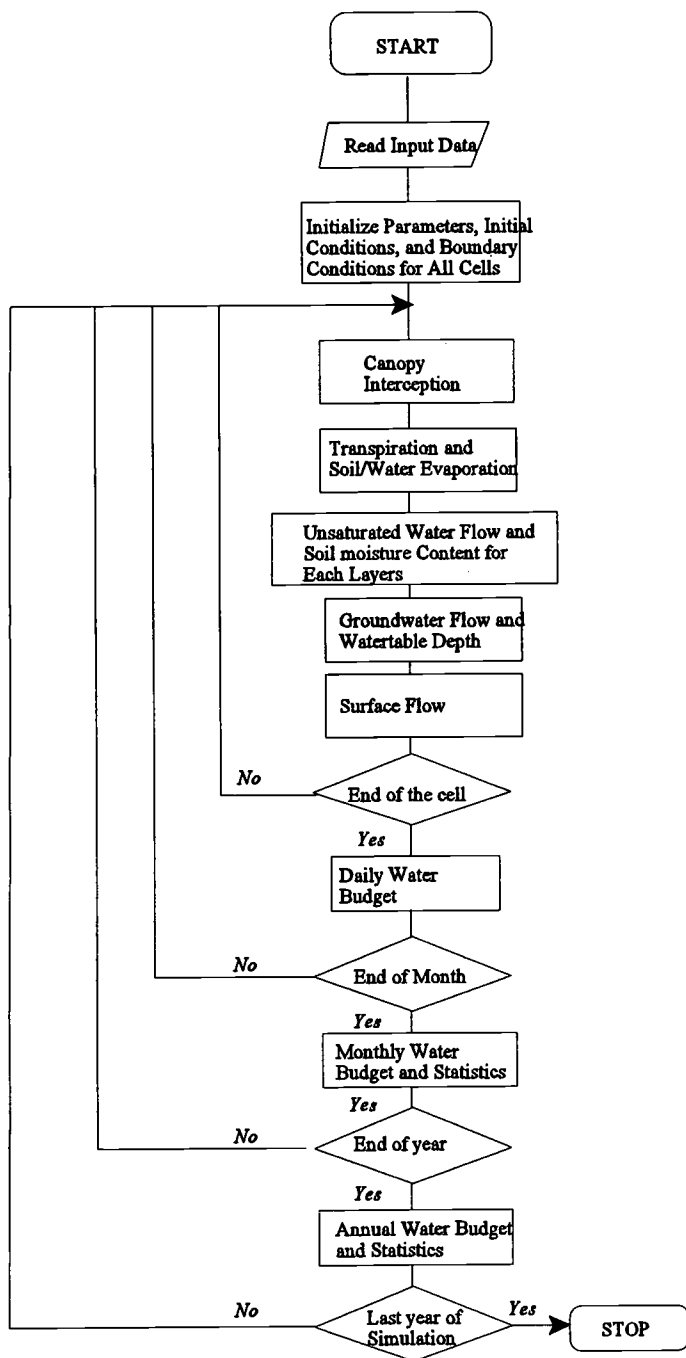 START
Read Input Data
Initialize Parameters, Initial
Conditions, and Boundary
Conditions for All Cells
Canopy
Interception
Transpiration and
Soil/Water Evaporation
Unsaturated Water Flow and
Soil moisture Content for
Each Layers
Groundwater Flow and
Watertable Depth
Surface Flow
No
End of the cell
Yes
Daily Water
Budget
No
End of Month
Yes
Monthly Water
Budget and Statistics
Yes
No
End of year
Yes
Annual Water Budget
and Statistics
No
Last year of
Simulation
Yes
STOP